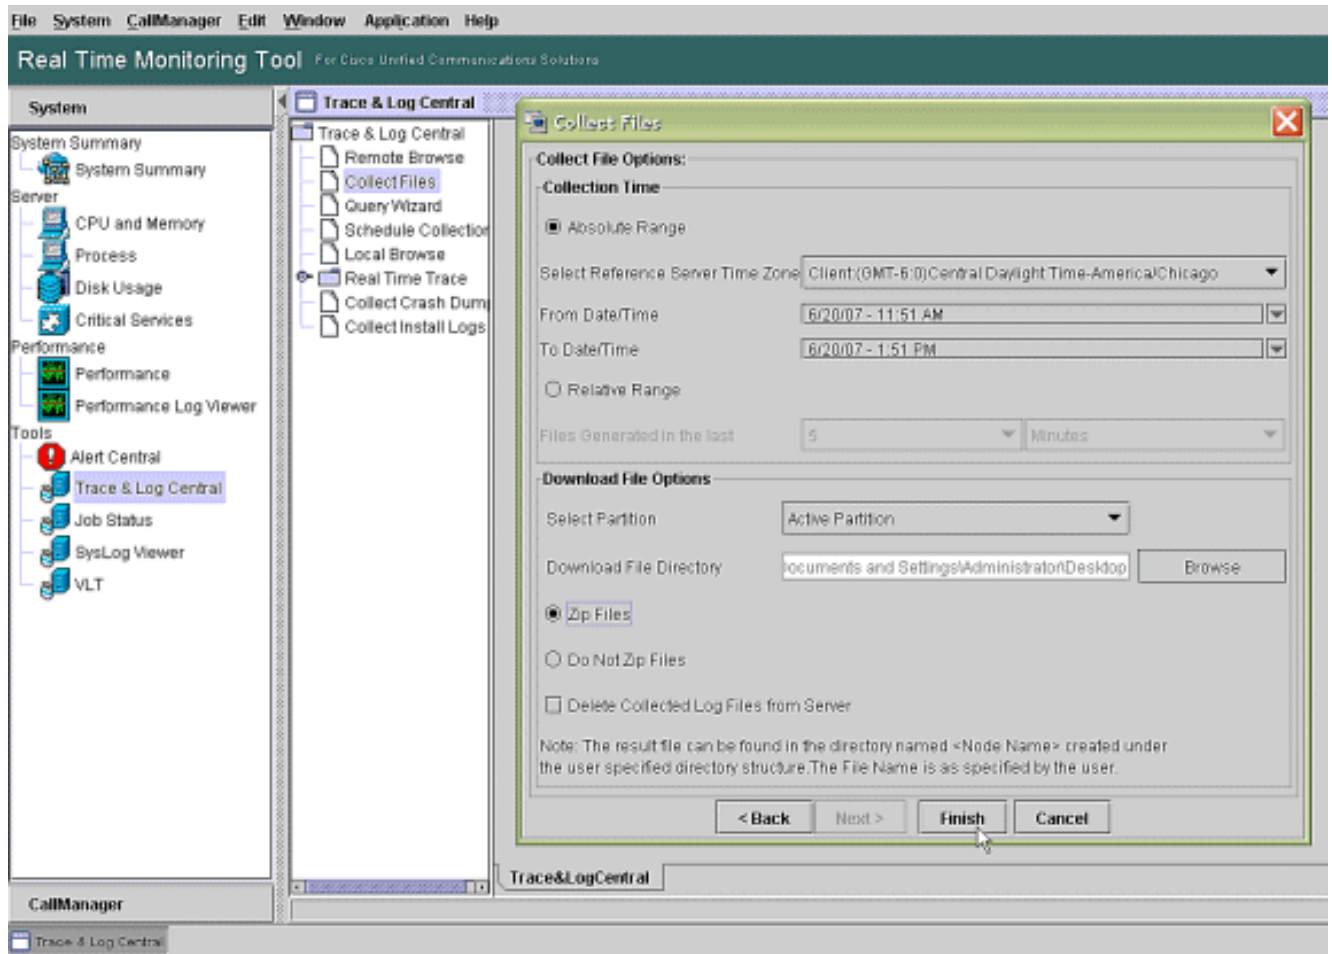 File System CallManager Edit Window Application Help
Real Time Monitoring Tool For Cisco Unified Communications Solutions
System
System Summary
System Summary
Server
CPU and Memory
Process
Disk Usage
Critical Services
Performance
Performance
Performance Log Viewer
Tools
Alert Central
Trace & Log Central
Job Status
SysLog Viewer
VLT
CallManager
Trace & Log Central
Trace & Log Central
Remote Browse
Collect Files
Query Wizard
Schedule Collection
Local Browse
Real Time Trace
Collect Crash Dump
Collect Install Logs
Collect Files
Collect File Options:
Collection Time
Absolute Range
Select Reference Server Time Zone Client:(GMT-6:0)Central Daylight Time-America/Chicago
From Date/Time 6/20/07 - 11:51 AM
To Date/Time 6/20/07 - 1:51 PM
Relative Range
Files Generated in the last 5 Minutes
Download File Options
Select Partition Active Partition
Download File Directory ocuments and Settings\Administrator\Desktop Browse
Zip Files
Do Not Zip Files
Delete Collected Log Files from Server
Note: The result file can be found in the directory named <Node Name> created under
the user specified directory structure.The File Name is as specified by the user.
< Back Next > Finish Cancel
Trace&LogCentral
Trace & Log Central